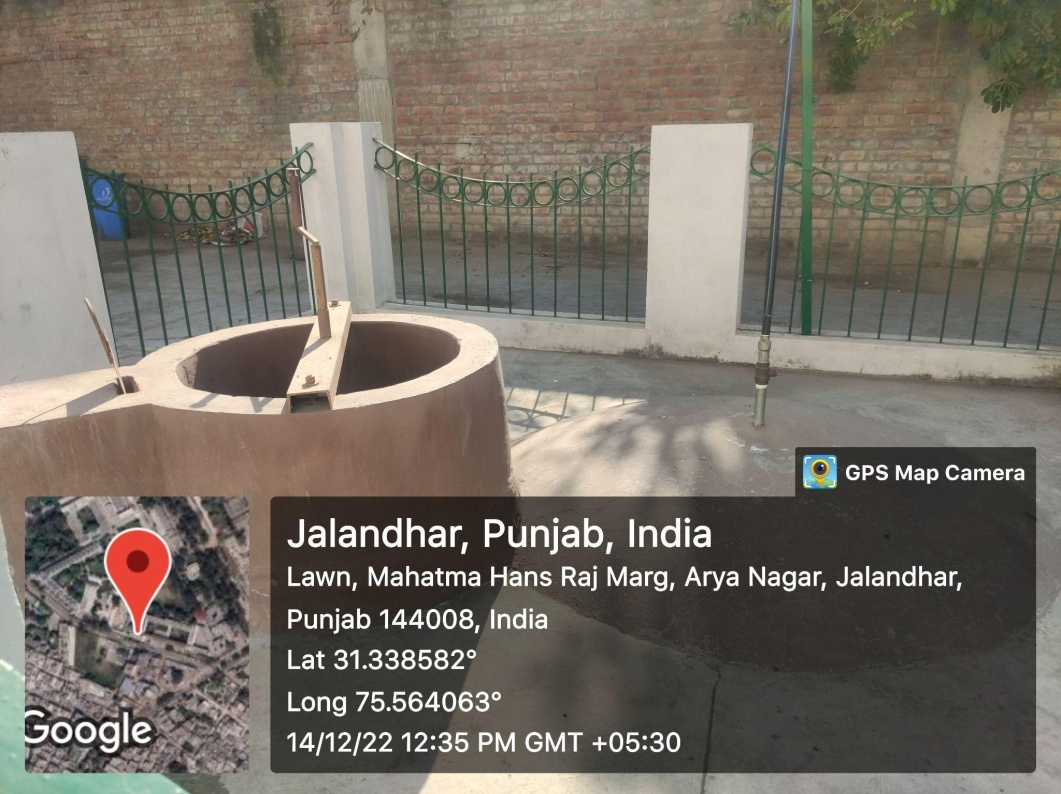 GPS Map Camera
Jalandhar, Punjab, India
Lawn, Mahatma Hans Raj Marg, Arya Nagar, Jalandhar,
Punjab 144008, India
Lat 31.338582°
Long 75.564063°
14/12/22 12:35 PM GMT +05:30
Google